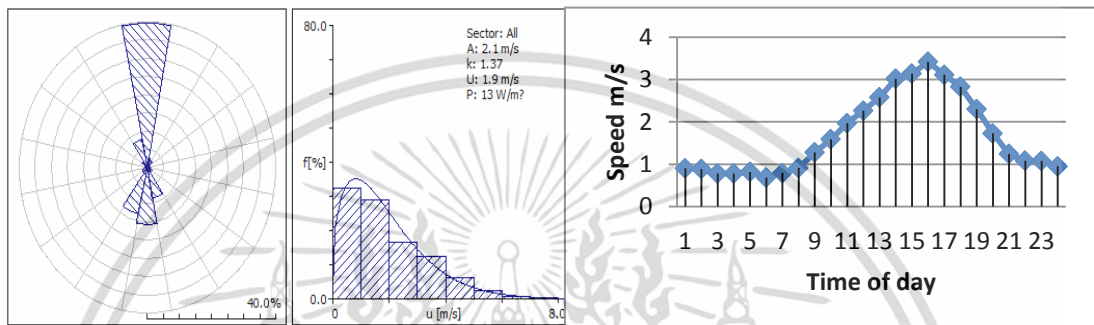 40.0%
80.0
Sector: All
A: 2.1 m/s
k: 1.37
U: 1.9 m/s
P: 13 W/m?
f[%]
0.0
0
u [m/s]
8.0
Speed m/s
4
3
2
1
0
1 3 5 7 9 11 13 15 17 19 21 23
Time of day